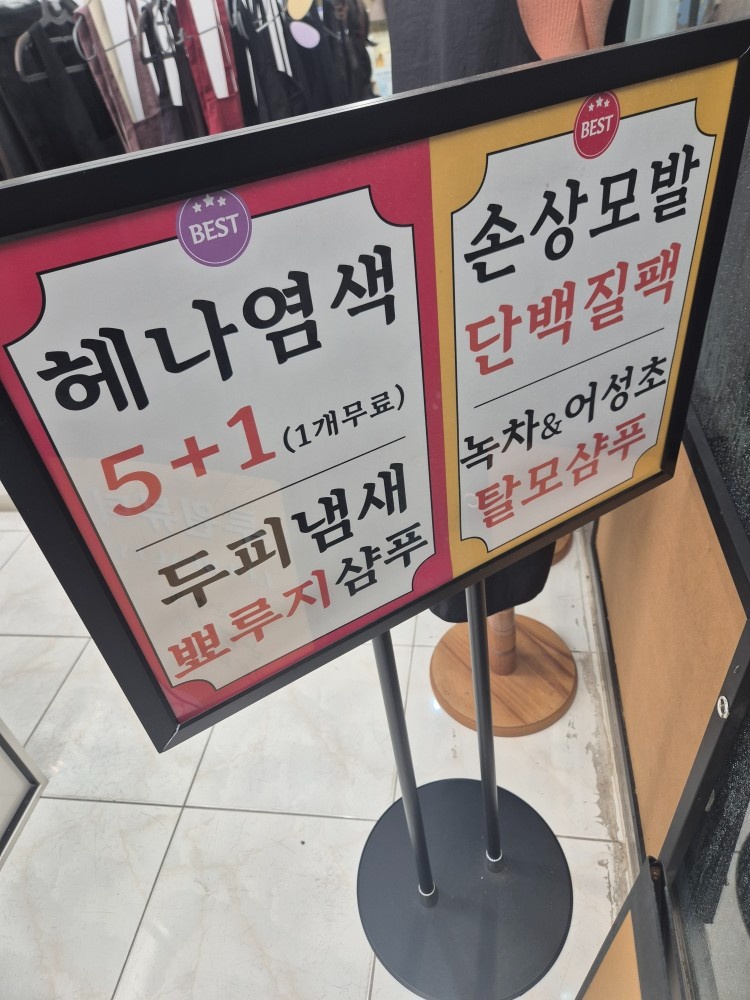 BEST
헤나염색
5+1(1개무료)
두피냄새
뾰루지샴푸
BEST
손상모발
단백질팩
녹차&어성초
탈모샴푸